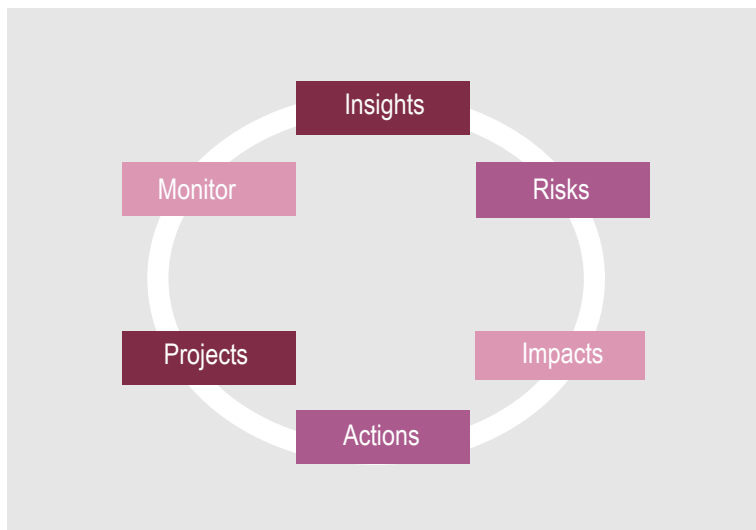 Insights
Monitor
Risks
Projects
Impacts
Actions